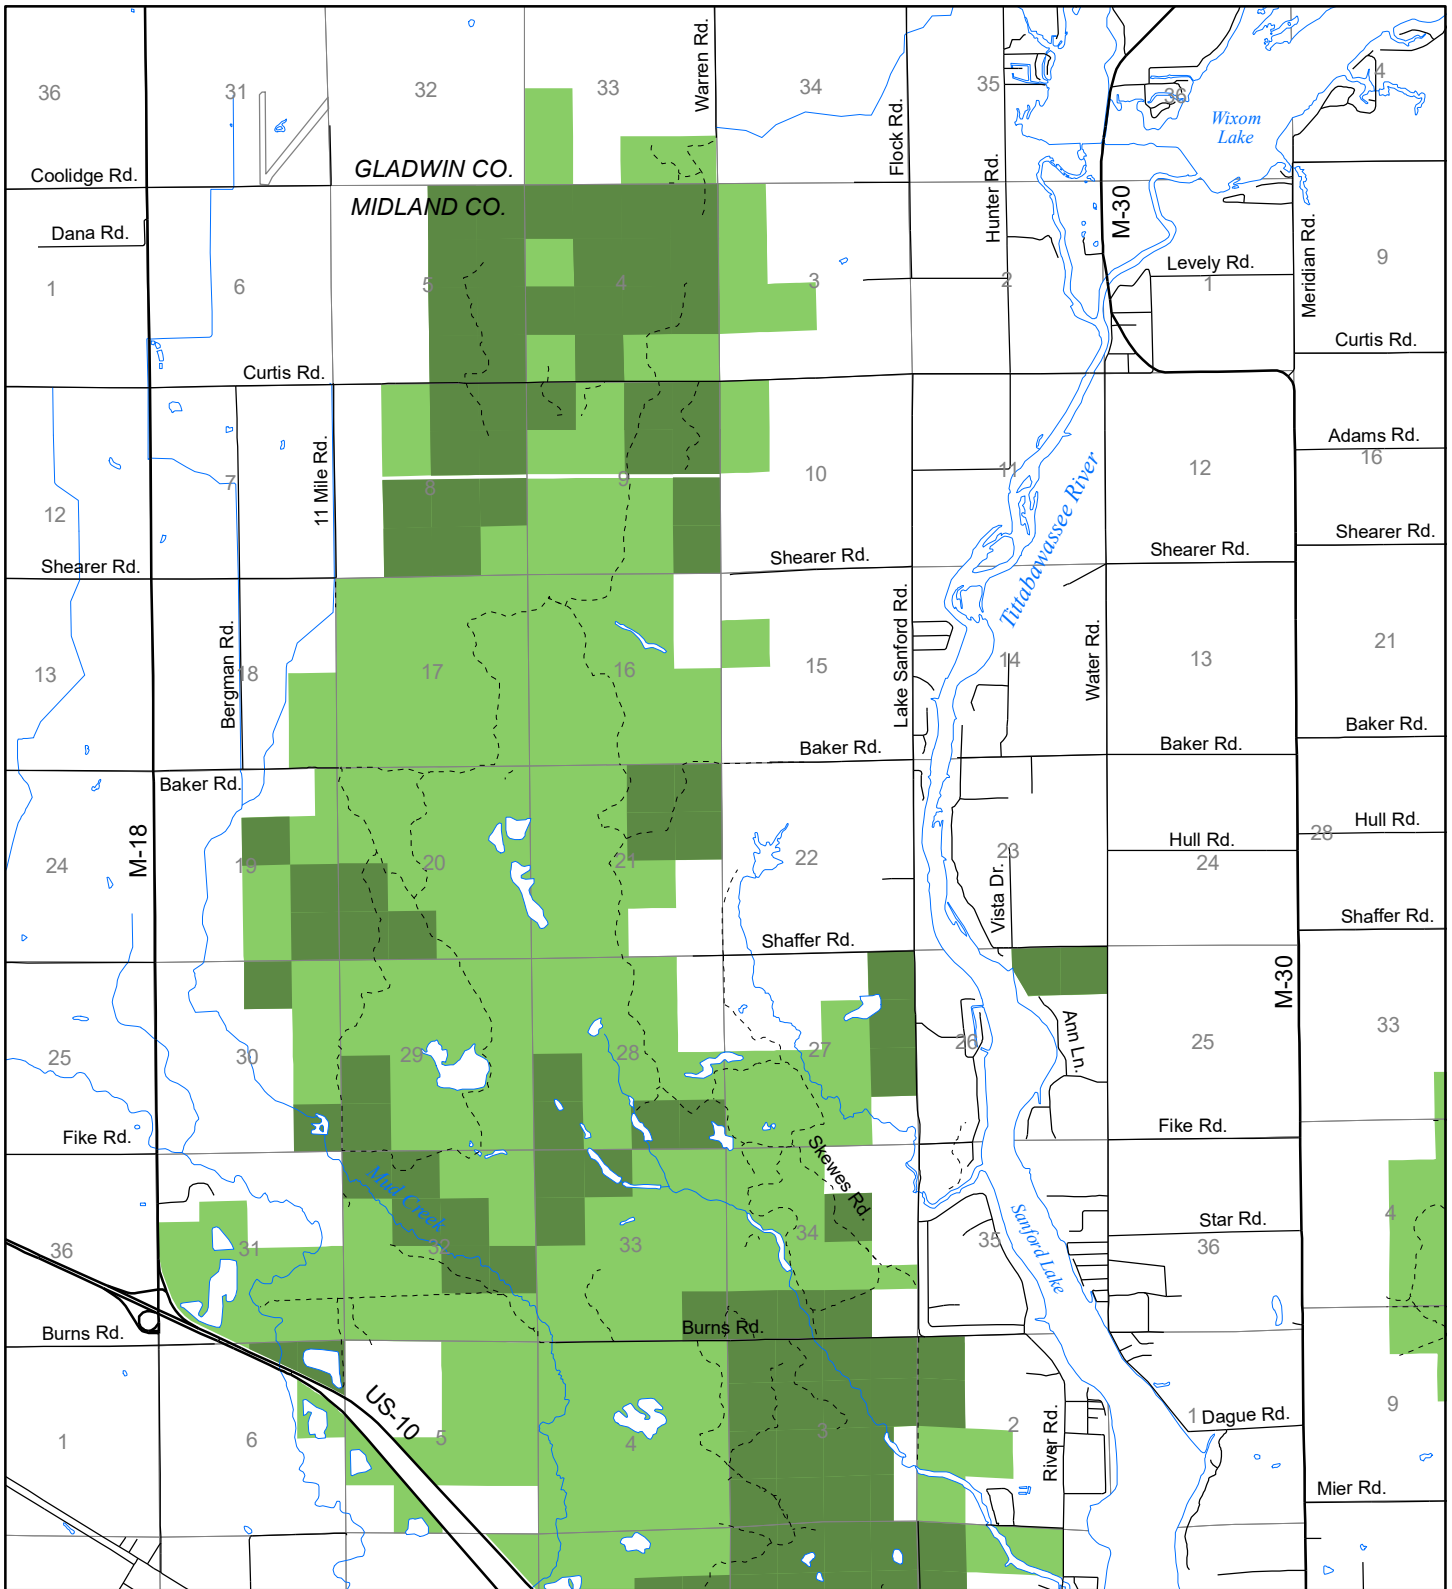 Warren Rd.
36
31
32
33
34
35
36
4
Wixom
Lake
Flock Rd.
Coolidge Rd.
GLADWIN CO.
MIDLAND CO.
Hunter Rd.
M-30
Meridian Rd.
Dana Rd.
1
6
5
4
3
2
Levely Rd.
1
9
Curtis Rd.
Curtis Rd.
11 Mile Rd.
Adams Rd.
7
8
9
10
11
12
16
12
Tittabawassee River
Shearer Rd.
Shearer Rd.
Shearer Rd.
Shearer Rd.
Bergman Rd.
Lake Sanford Rd.
Water Rd.
13
18
17
16
15
14
13
21
Baker Rd.
Baker Rd.
Baker Rd.
Baker Rd.
M-18
Hull Rd.
Hull Rd.
28
24
19
20
21
22
23
24
Vista Dr.
Shaffer Rd.
Shaffer Rd.
M-30
Ann Ln.
25
30
29
28
27
26
25
33
Fike Rd.
Fike Rd.
Skewes Rd.
Mud Creek
Sanford Lake
Star Rd.
36
31
32
33
34
35
36
4
Burns Rd.
Burns Rd.
US-10
River Rd.
Dague Rd.
1
6
5
4
3
2
1
9
Mier Rd.